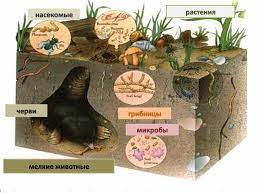 насекомые
растения
черви
грибницы
микробы
мелкие животные